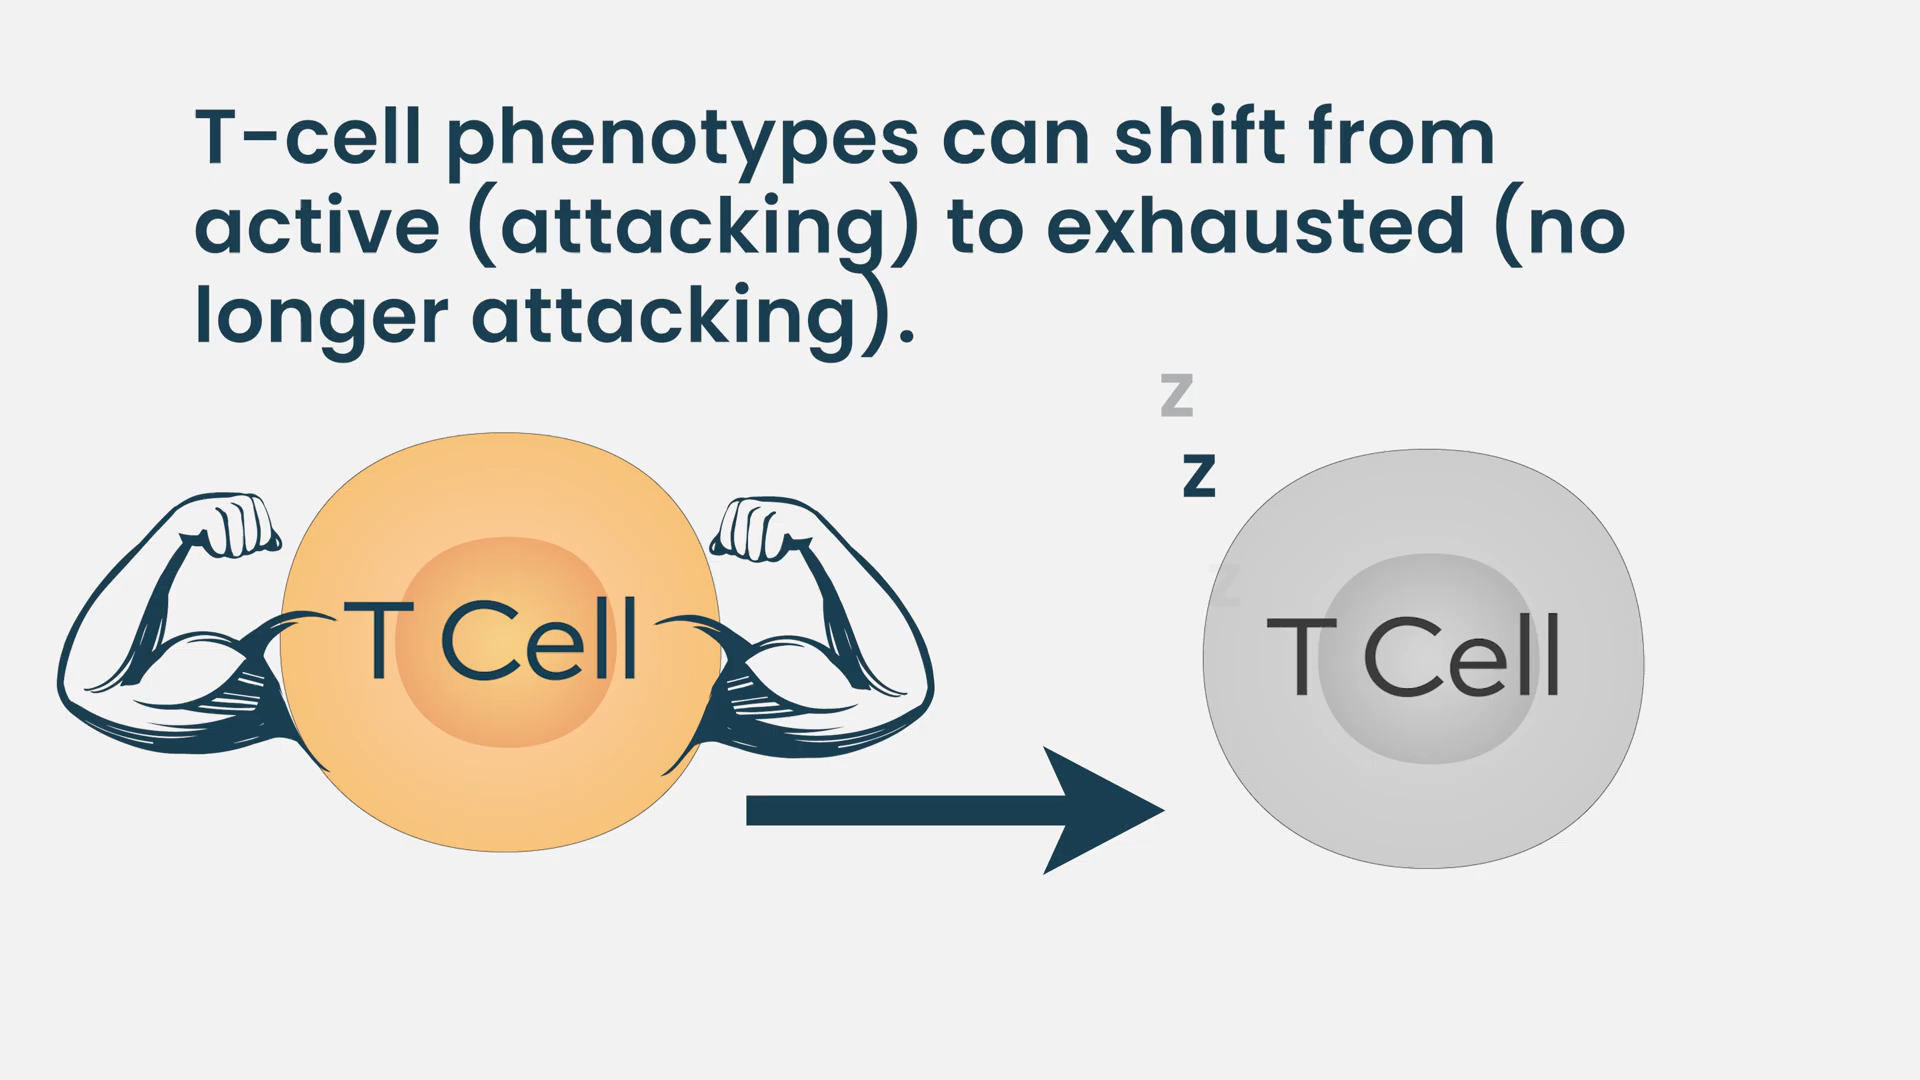 T-cell phenotypes can shift from
active (attacking) to exhausted (no
longer attacking).
z
z
z
T Cell
T Cell